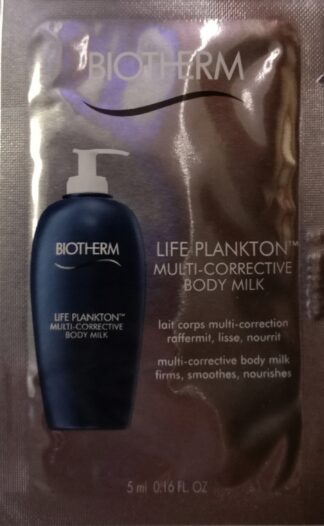 BIOTHERM
BIOTHERM
LIFE PLANKTON™
MULTI-CORRECTIVE
BODY MILK
LIFE PLANKTON™
MULTI-CORRECTIVE
BODY MILK
lait corps multi-correction
raffermit, lisse, nourrit
multi-corrective body milk
firms, smoothes, nourishes
5 ml 0.16 FL. OZ